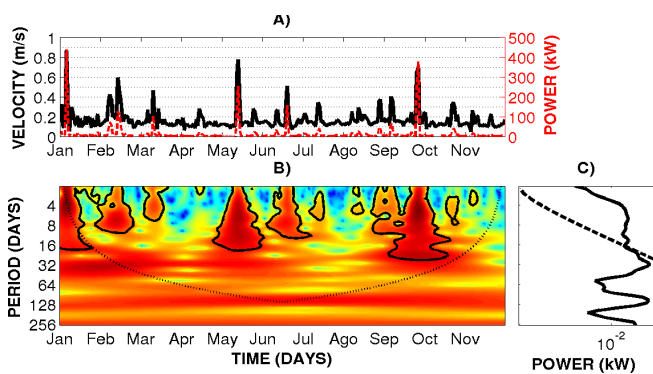 A)
VELOCITY (m/s)
1
0.8
0.6
0.4
0.2
0
500
400
300
200
100
0
POWER (kW)
Jan Feb Mar Apr May Jun Jul Ago Sep Oct Nov
B)
PERIOD (DAYS)
4
8
16
32
64
128
256
Jan Feb Mar Apr May Jun Jul Ago Sep Oct Nov
TIME (DAYS)
C)
10⁻²
POWER (kW)